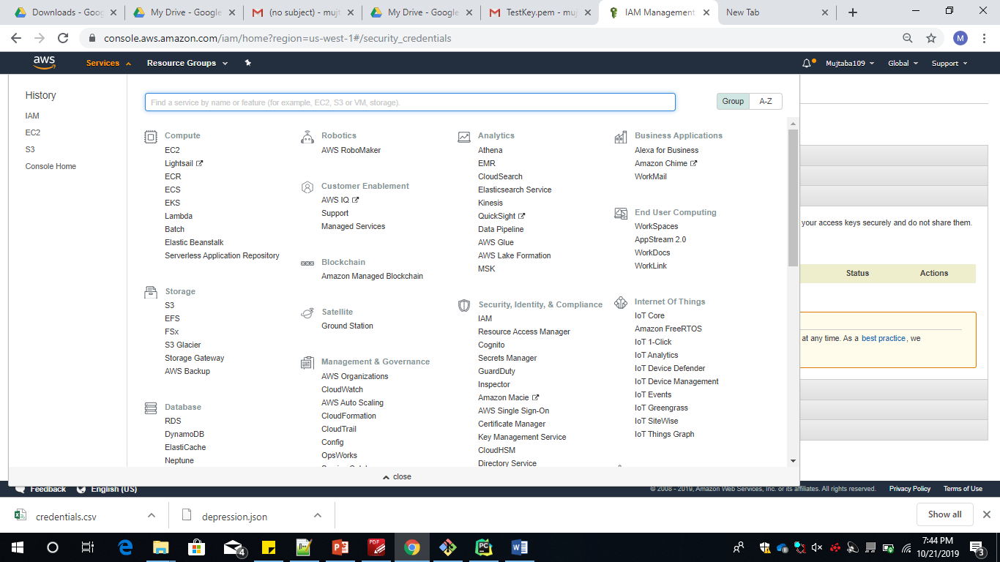 Downloads - Goog
My Drive - Google
(no subject) - mujt
My Drive - Google
TestKey.pem - muj
IAM Management
New Tab
console.aws.amazon.com/iam/home?region=us-west-1#/security_credentials
M
aws
Services
Resource Groups
Mujtaba109
Global
Support
History
IAM
EC2
S3
Console Home
Find a service by name or feature (for example, EC2, S3 or VM, storage).
Group
A-Z
Compute
EC2
Lightsail
ECR
ECS
EKS
Lambda
Batch
Elastic Beanstalk
Serverless Application Repository
Storage
S3
EFS
FSx
S3 Glacier
Storage Gateway
AWS Backup
Database
RDS
DynamoDB
ElastiCache
Neptune
Robotics
AWS RoboMaker
Customer Enablement
AWS IQ
Support
Managed Services
Blockchain
Amazon Managed Blockchain
Satellite
Ground Station
Management & Governance
AWS Organizations
CloudWatch
AWS Auto Scaling
CloudFormation
CloudTrail
Config
OpsWorks
Analytics
Athena
EMR
CloudSearch
Elasticsearch Service
Kinesis
QuickSight
Data Pipeline
AWS Glue
AWS Lake Formation
MSK
Security, Identity, & Compliance
IAM
Resource Access Manager
Cognito
Secrets Manager
GuardDuty
Inspector
Amazon Macie
AWS Single Sign-On
Certificate Manager
Key Management Service
CloudHSM
Directory Service
Business Applications
Alexa for Business
Amazon Chime
WorkMail
End User Computing
WorkSpaces
AppStream 2.0
WorkDocs
WorkLink
Internet Of Things
IoT Core
Amazon FreeRTOS
IoT 1-Click
IoT Analytics
IoT Device Defender
IoT Device Management
IoT Events
IoT Greengrass
IoT SiteWise
IoT Things Graph
your access keys securely and do not share them.
Status
Actions
at any time. As a best practice, we
close
Feedback
English (US)
© 2008 - 2019, Amazon Web Services, Inc. or its affiliates. All rights reserved.
Privacy Policy
Terms of Use
credentials.csv
depression.json
Show all
4
PDF
PC
7:44 PM
10/21/2019
3